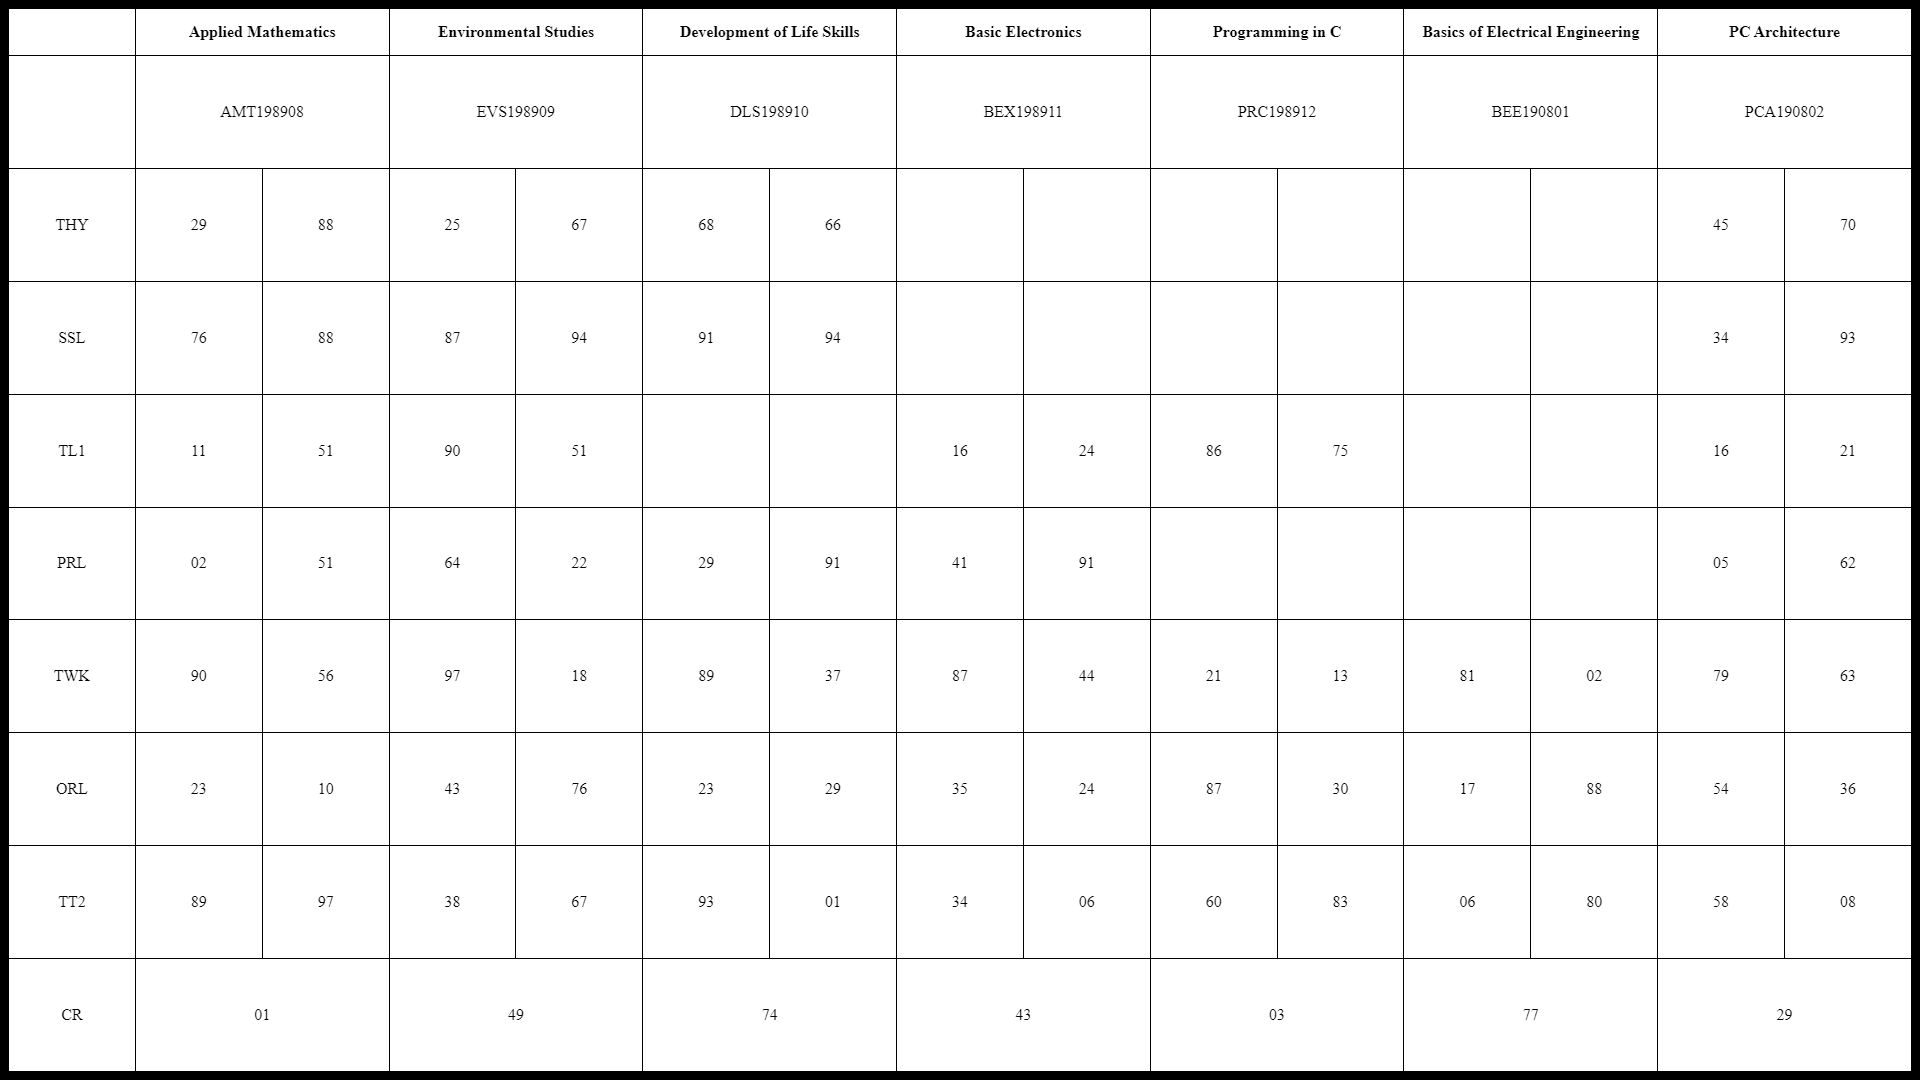 Applied Mathematics Environmental Studies Development of Life Skills Basic Electronics Programming in C Basics of Electrical Engineering PC Architecture
AMT198908 EVS198909 DLS198910 BEX198911 PRC198912 BEE190801 PCA190802
THY 29 88 25 67 68 66 45 70
SSL 76 88 87 94 91 94 34 93
TL1 11 51 90 51 16 24 86 75 16 21
PRL 02 51 64 22 29 91 41 91 05 62
TWK 90 56 97 18 89 37 87 44 21 13 81 02 79 63
ORL 23 10 43 76 23 29 35 24 87 30 17 88 54 36
TT2 89 97 38 67 93 01 34 06 60 83 06 80 58 08
CR 01 49 74 43 03 77 29